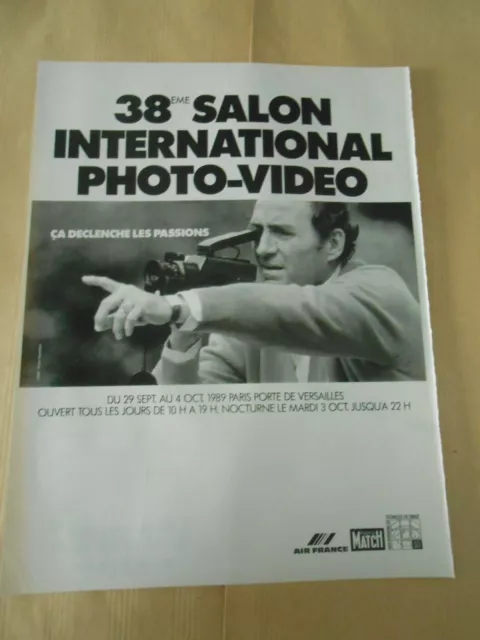 38EME SALON
INTERNATIONAL
PHOTO-VIDEO
ÇA DECLENCHE LES PASSIONS
DU 29 SEPT. AU 4 OCT. 1989 PARIS PORTE DE VERSAILLES
OUVERT TOUS LES JOURS DE 10 H A 19 H. NOCTURNE LE MARDI 3 OCT. JUSQU'A 22 H
AIR FRANCE
MATCH